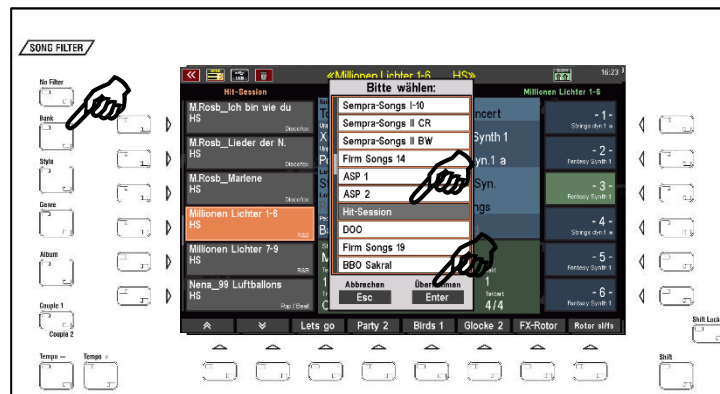 SONG FILTER
No Filter
Bank
Style
Genre
Album
Couple 1
Couple 2
Tempo - Tempo +
Shift Lock
Shift
«Millionen Lichter 1-6 HS»
16:23
Hit-Session
Millionen Lichter 1-6
M.Rosb_Ich bin wie du
HS
Discofox
M.Rosb_Lieder der N.
HS
Discofox
M.Rosb_Marlene
HS
Discofox
Millionen Lichter 1-6
HS
R&B
Millionen Lichter 7-9
HS
R&B
Nena_99 Luftballons
HS
Pop / Beat
Bitte wählen:
Sempra-Songs I-10
Sempra-Songs II CR
Sempra-Songs II BW
Firm Songs 14
ASP 1
ASP 2
Hit-Session
DOO
Firm Songs 19
BBO Sakral
Abbrechen
Esc
Enter
ncert
Synth 1
yn.1 a
Syn.
ngs
1
4/4
- 1 -
Strings dyn.1 a
- 2 -
Fantasy Synth 1
- 3 -
Fantasy Synth 1
- 4 -
Strings dyn.1 a
- 5 -
Fantasy Synth 1
- 6 -
Fantasy Synth 1
Lets go
Party 2
Birds 1
Glocke 2
FX-Rotor
Rotor sl/fs